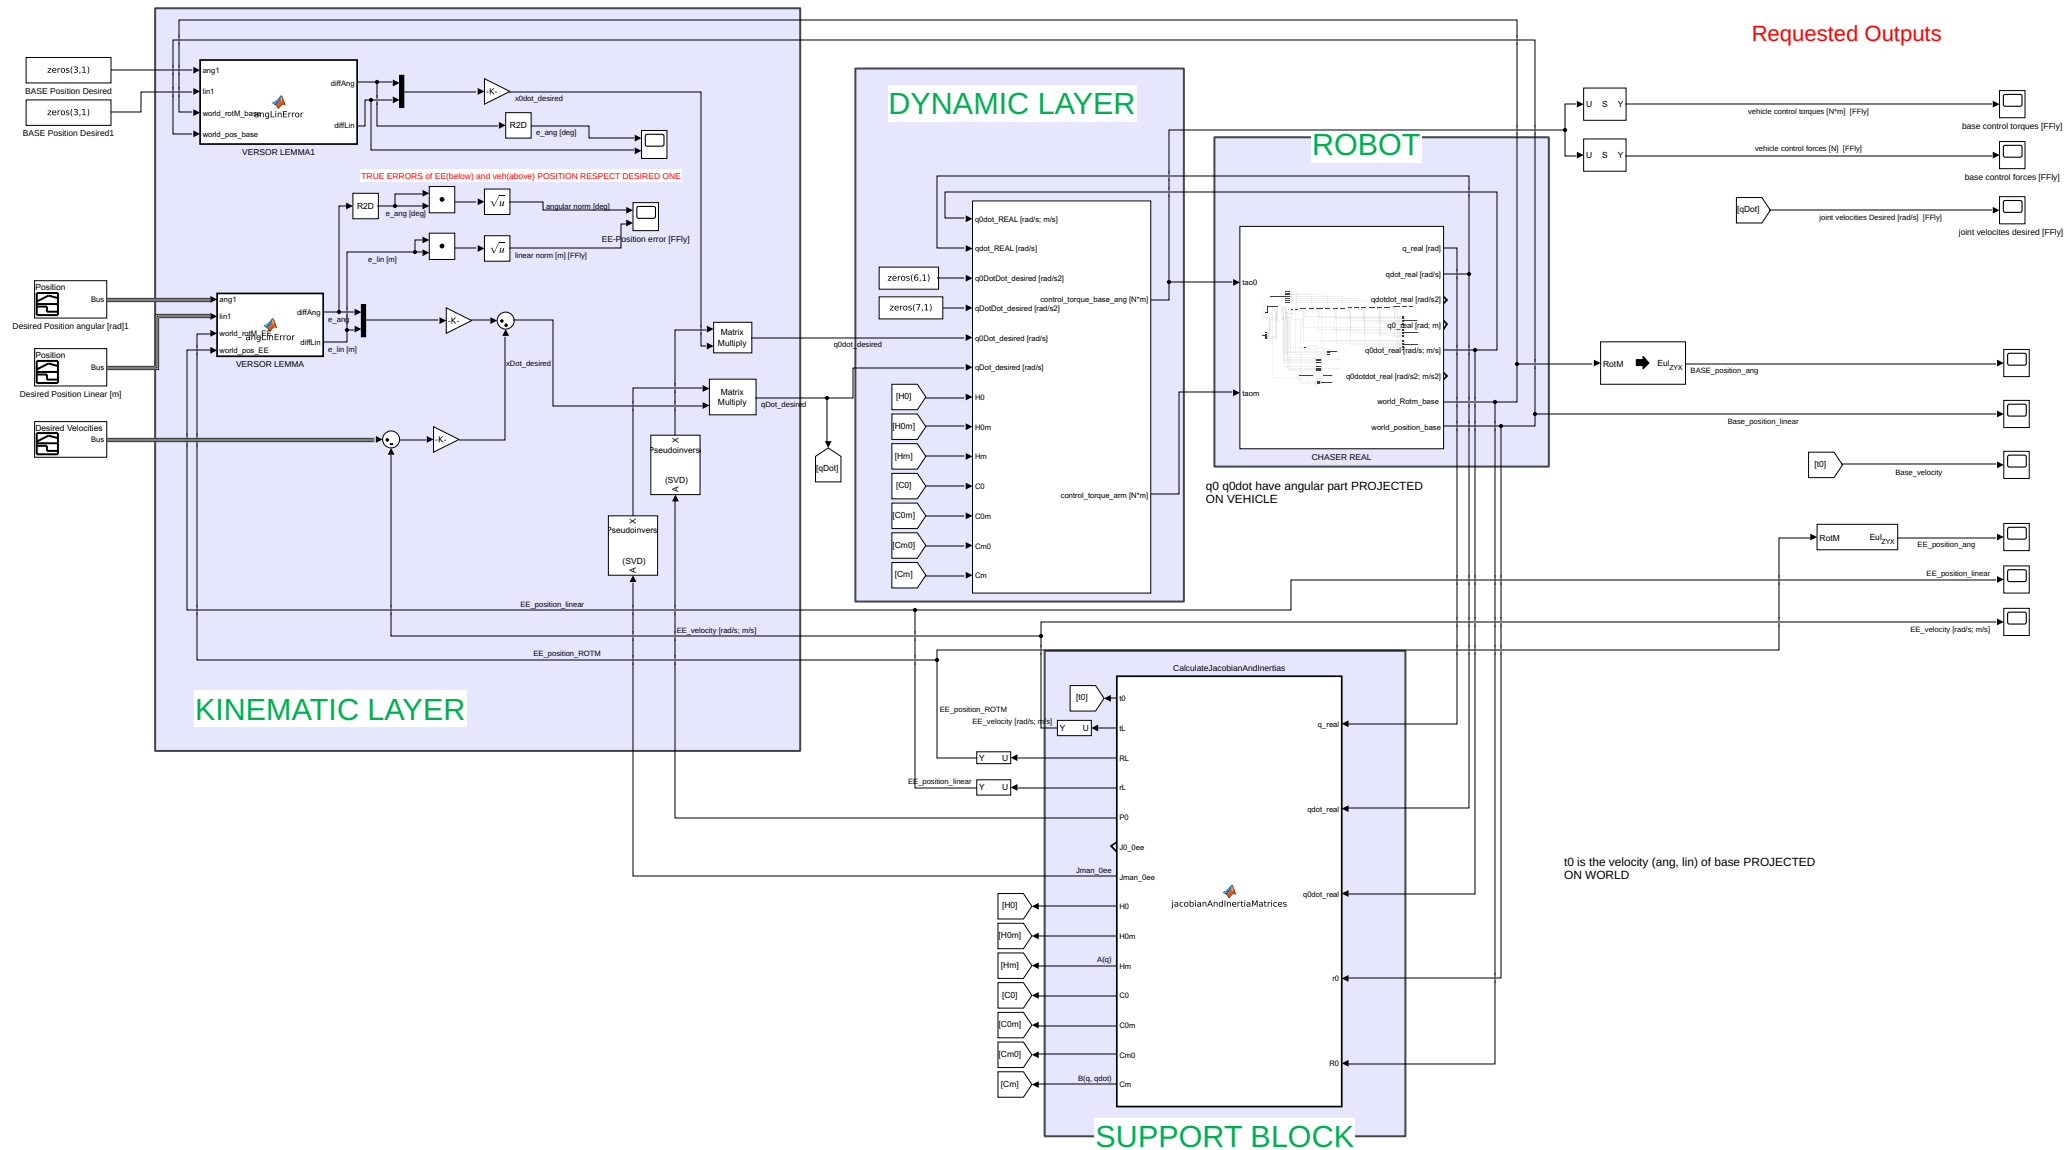 Requested Outputs
zeros(3,1)
BASE Position Desired
zeros(3,1)
BASE Position Desired1
ang1
lin1
world_rotM_base
world_pos_base
angLinError
diffAng
diffLin
VERSOR LEMMA1
-K-
x0dot_desired
R2D
e_ang [deg]
TRUE ERRORS of EE(below) and veh(above) POSITION RESPECT DESIRED ONE
R2D
e_ang [deg]
√u
angular norm [deg]
EE-Position error [FFly]
e_lin [m]
√u
linear norm [m] [FFly]
Position
Bus
Desired Position angular [rad]1
Position
Bus
Desired Position Linear [m]
Desired Velocities
Bus
ang1
lin1
world_rotM_EE
world_pos_EE
angLinError
diffAng
diffLin
VERSOR LEMMA
e_ang
e_lin [m]
-K-
xDot_desired
-K-
Matrix
Multiply
q0dot_desired
Matrix
Multiply
qDot_desired
[qDot]
X
Pseudoinvers
(SVD)
A
X
Pseudoinvers
(SVD)
A
EE_position_linear
EE_velocity [rad/s; m/s]
EE_position_ROTM
KINEMATIC LAYER
DYNAMIC LAYER
q0dot_REAL [rad/s; m/s]
qdot_REAL [rad/s]
zeros(6,1)
q0DotDot_desired [rad/s2]
zeros(7,1)
qDotDot_desired [rad/s2]
q0Dot_desired [rad/s]
qDot_desired [rad/s]
[H0]
H0
[H0m]
H0m
[Hm]
Hm
[C0]
C0
[C0m]
C0m
[Cm0]
Cm0
[Cm]
Cm
control_torque_base_ang [N*m]
control_torque_arm [N*m]
ROBOT
tao0
taom
q_real [rad]
qdot_real [rad/s]
qdotdot_real [rad/s2]
q0_real [rad; m]
q0dot_real [rad/s; m/s]
q0dotdot_real [rad/s2; m/s2]
world_Rotm_base
world_position_base
CHASER REAL
q0 q0dot have angular part PROJECTED
ON VEHICLE
U S Y
vehicle control torques [N*m] [FFly]
base control torques [FFly]
U S Y
vehicle control forces [N] [FFly]
base control forces [FFly]
[qDot]
joint velocities Desired [rad/s] [FFly]
joint velocites desired [FFly]
RotM
Eul ZYX
BASE_position_ang
Base_position_linear
[t0]
Base_velocity
RotM
Eul ZYX
EE_position_ang
EE_position_linear
EE_velocity [rad/s; m/s]
CalculateJacobianAndInertias
[t0]
t0
EE_position_ROTM
EE_velocity [rad/s; m/s]
Y U
tL
Y U
RL
EE_position_linear
Y U
rL
P0
J0_0ee
Jman_0ee
Jman_0ee
[H0]
H0
[H0m]
H0m
[Hm]
A(q)
Hm
[C0]
C0
[C0m]
C0m
[Cm0]
Cm0
[Cm]
B(q, qdot)
Cm
jacobianAndInertiaMatrices
q_real
qdot_real
q0dot_real
r0
R0
SUPPORT BLOCK
t0 is the velocity (ang, lin) of base PROJECTED
ON WORLD